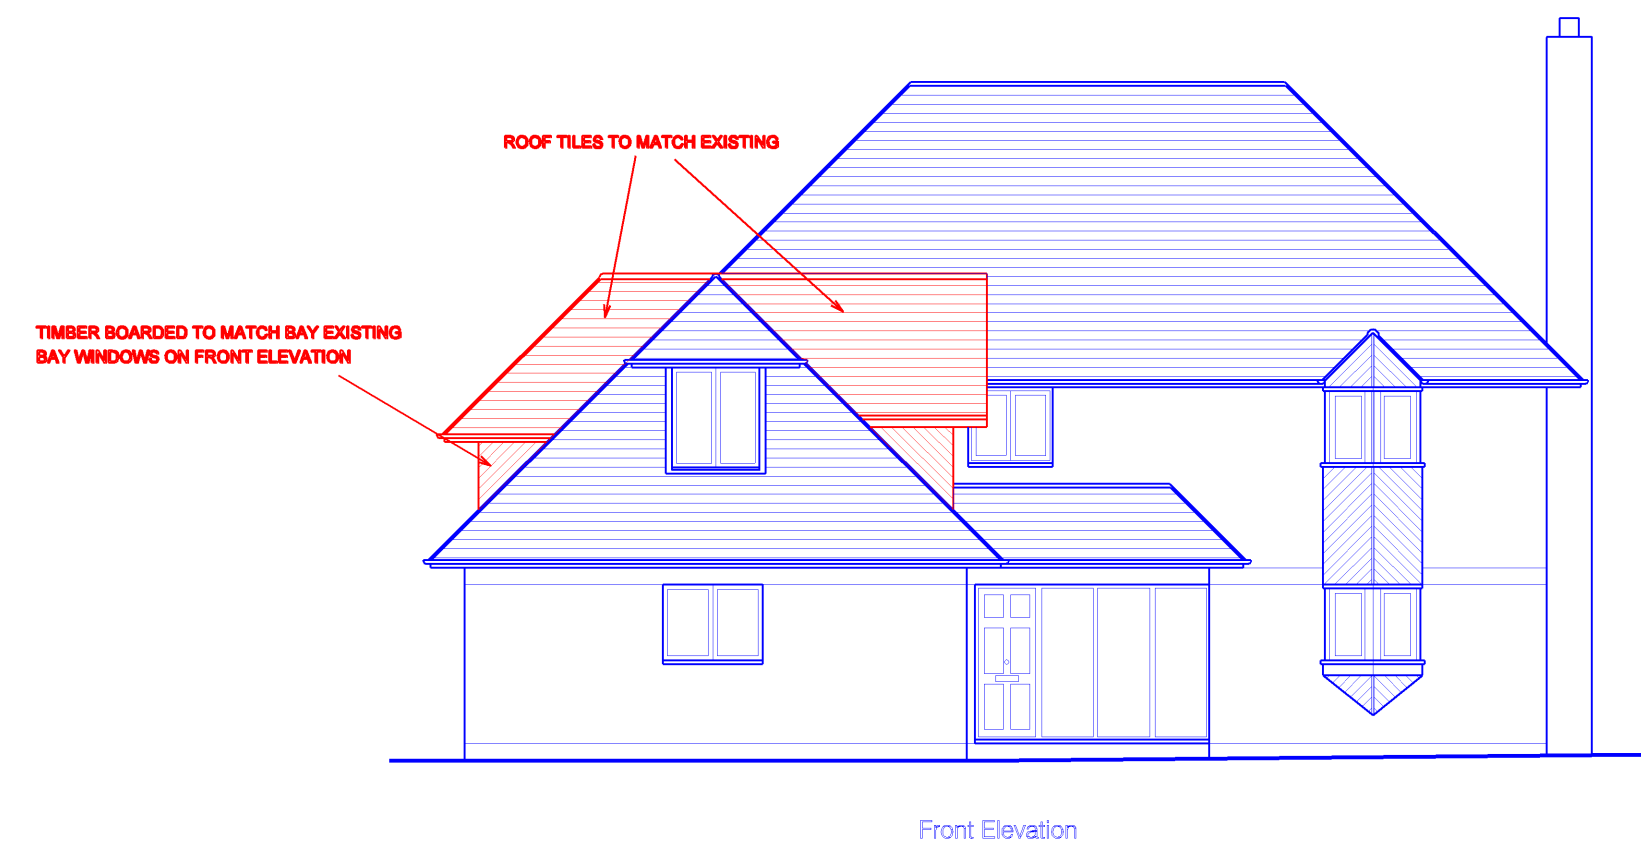 ROOF TILES TO MATCH EXISTING
TIMBER BOARDED TO MATCH BAY EXISTING
BAY WINDOWS ON FRONT ELEVATION
Front Elevation